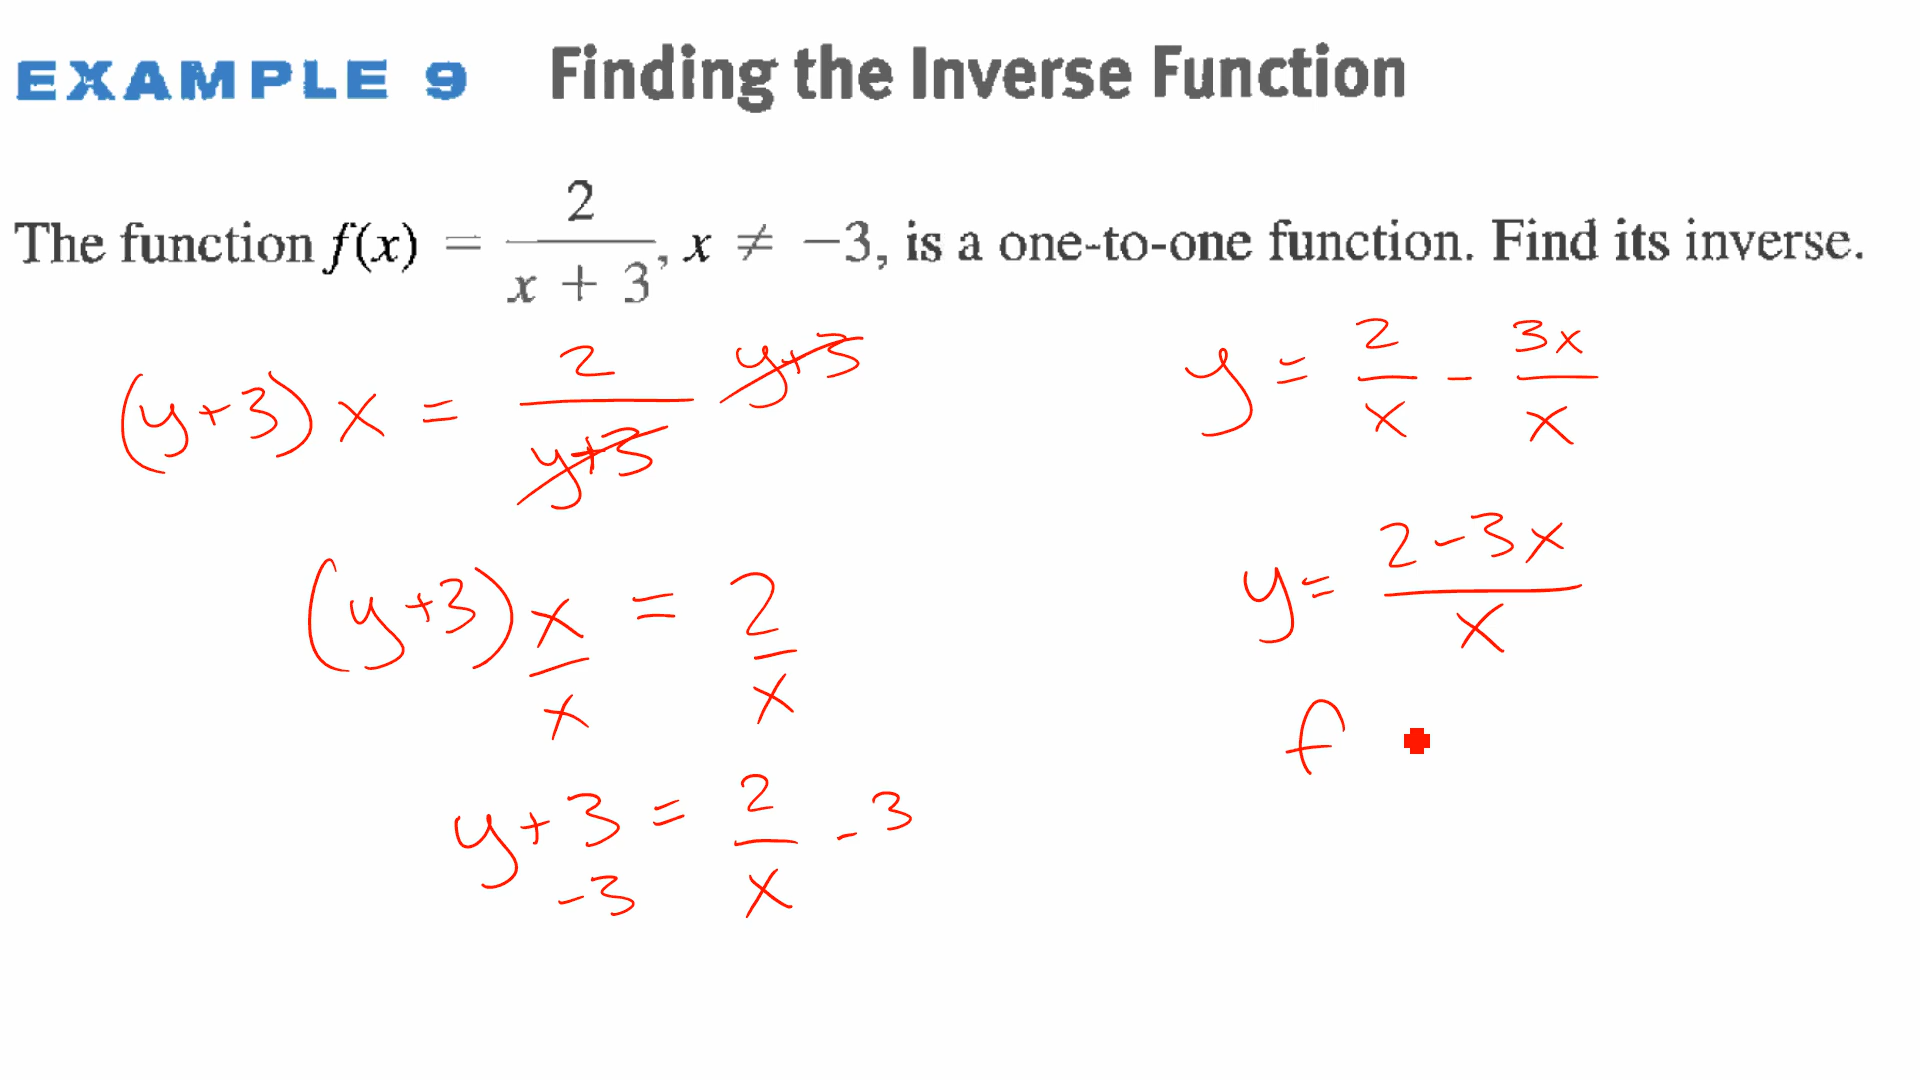 EXAMPLE 9 Finding the Inverse Function
The function f(x) = 2/(x + 3), x ≠ −3, is a one-to-one function. Find its inverse.
(y+3) x = 2/(y+3) y+3
(y+3) x/x = 2/x
y+3 = 2/x - 3
-3
y = 2/x - 3x/x
y = (2-3x)/x
f